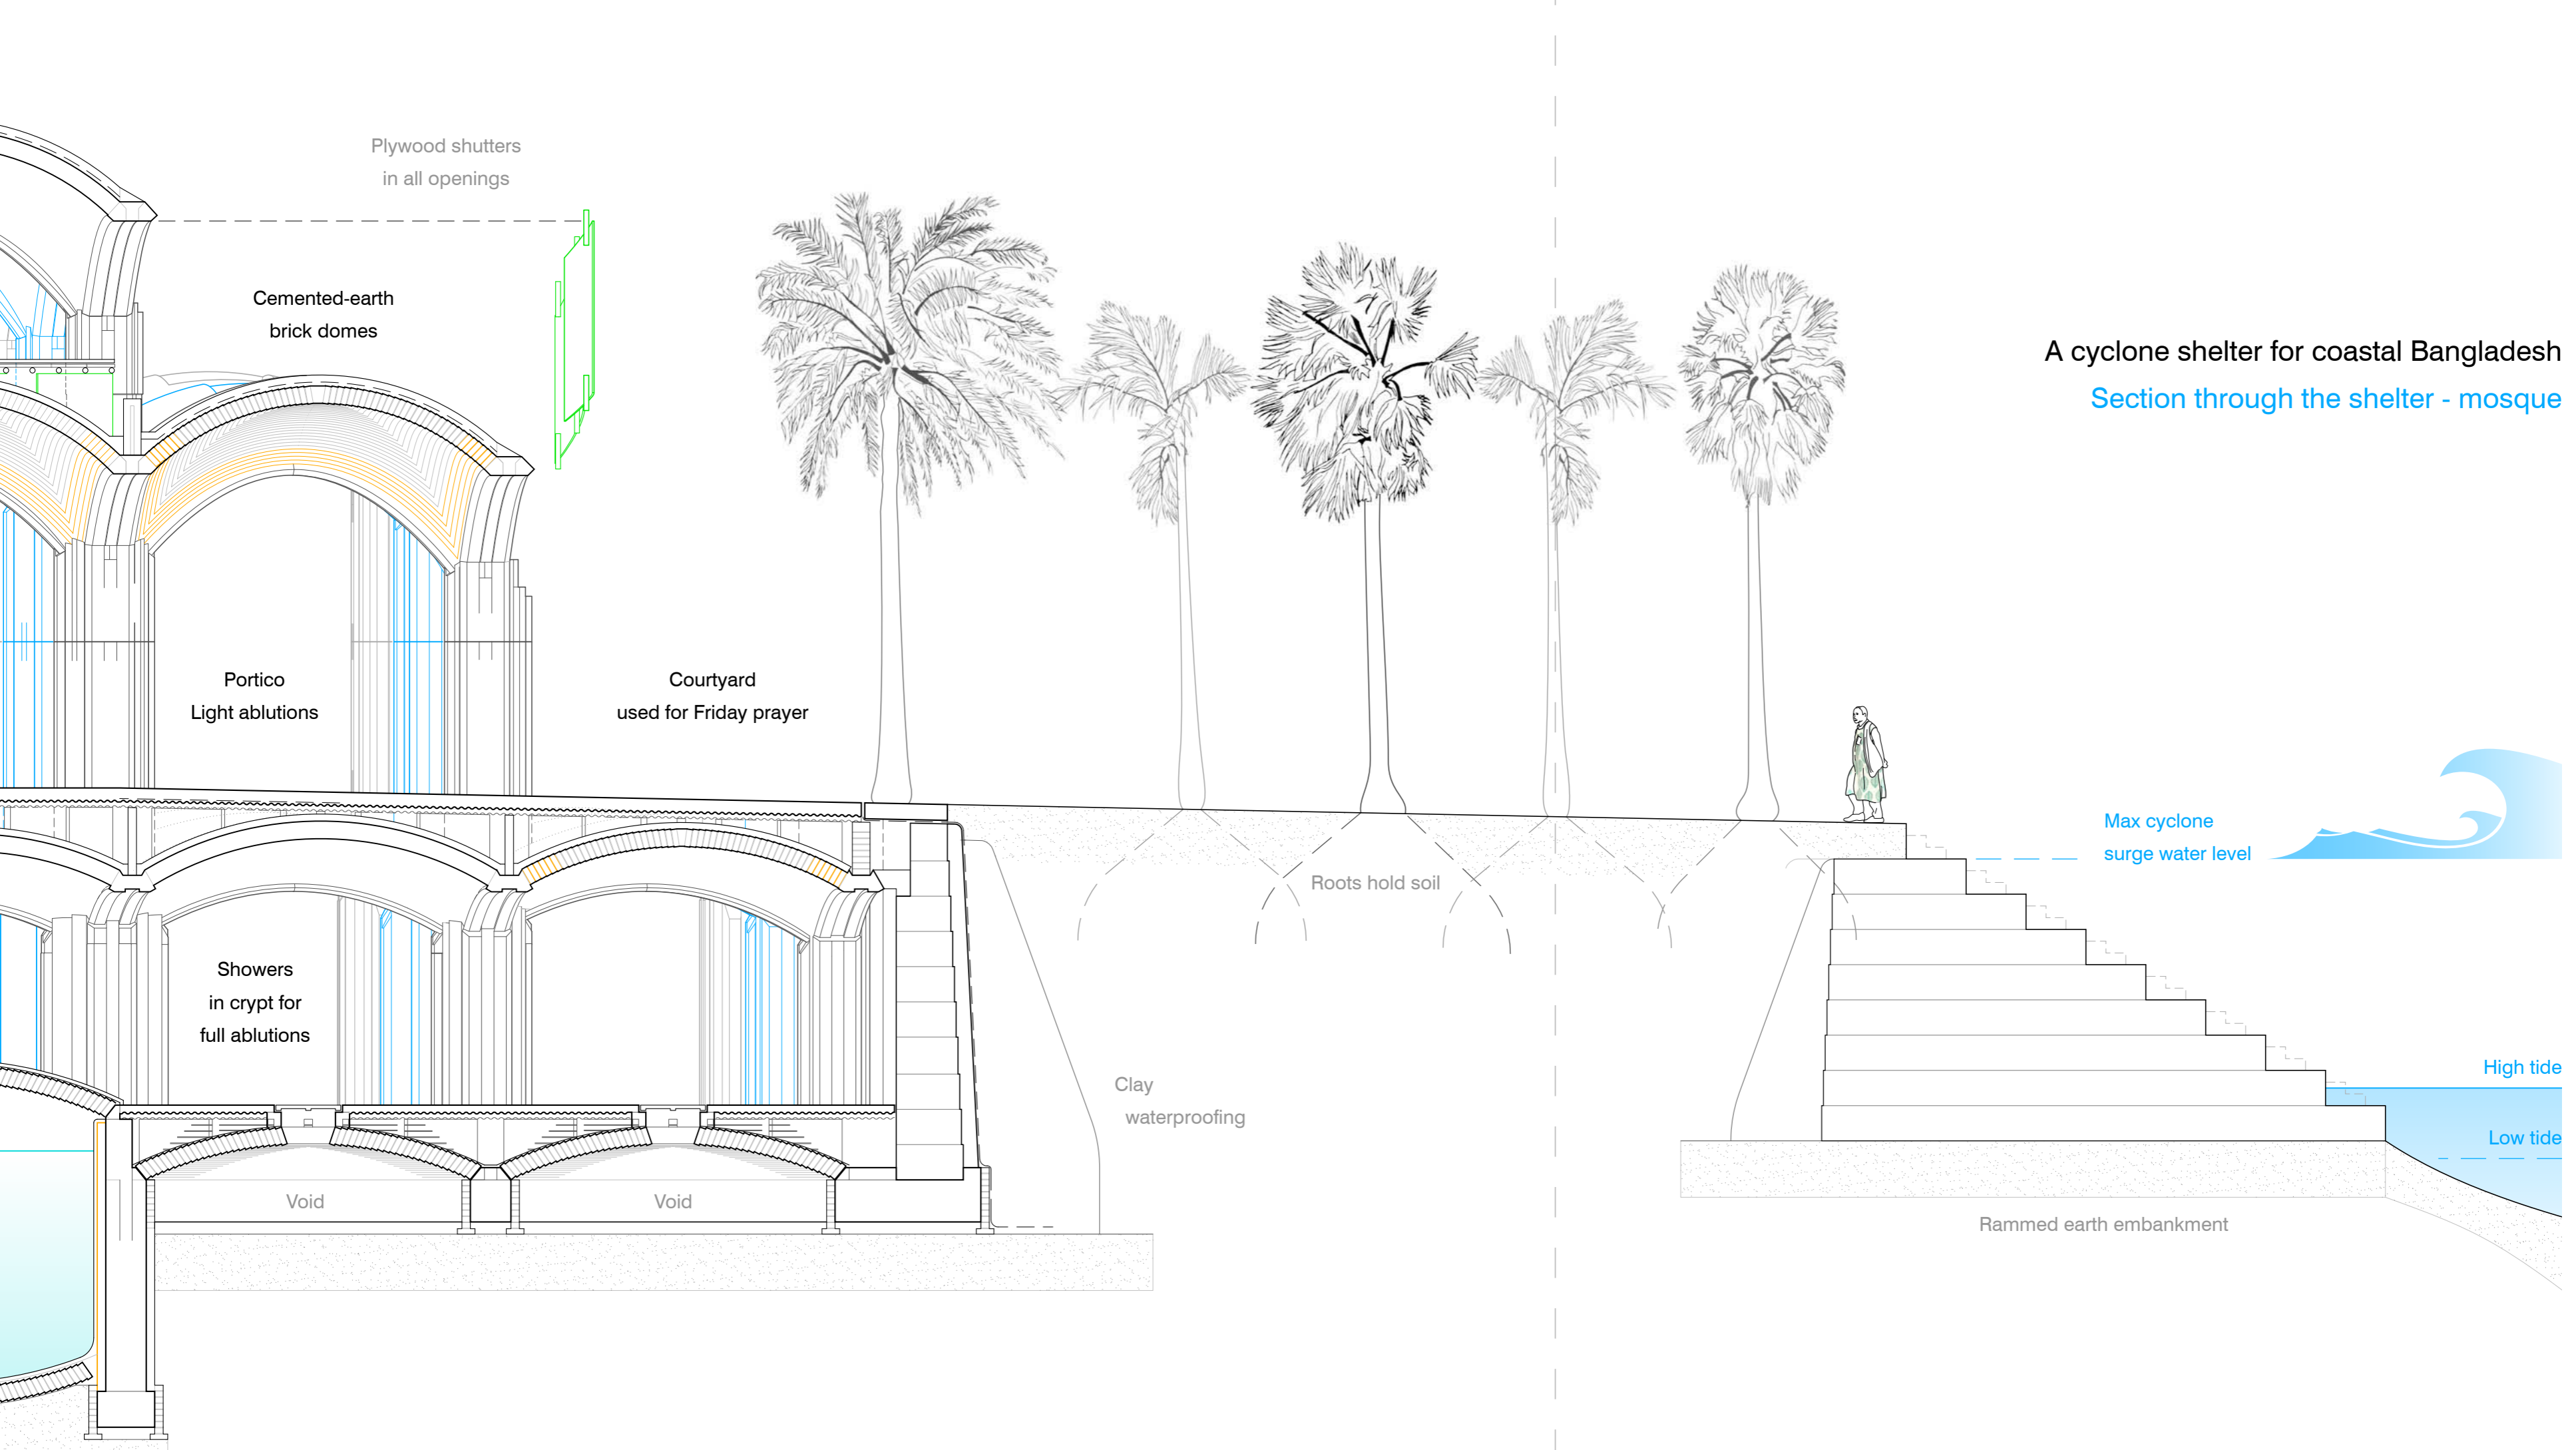 Plywood shutters
in all openings
Cemented-earth
brick domes
A cyclone shelter for coastal Bangladesh
Section through the shelter - mosque
Portico
Light ablutions
Courtyard
used for Friday prayer
Max cyclone
surge water level
Roots hold soil
Showers
in crypt for
full ablutions
Clay
waterproofing
High tide
Low tide
Void
Void
Rammed earth embankment